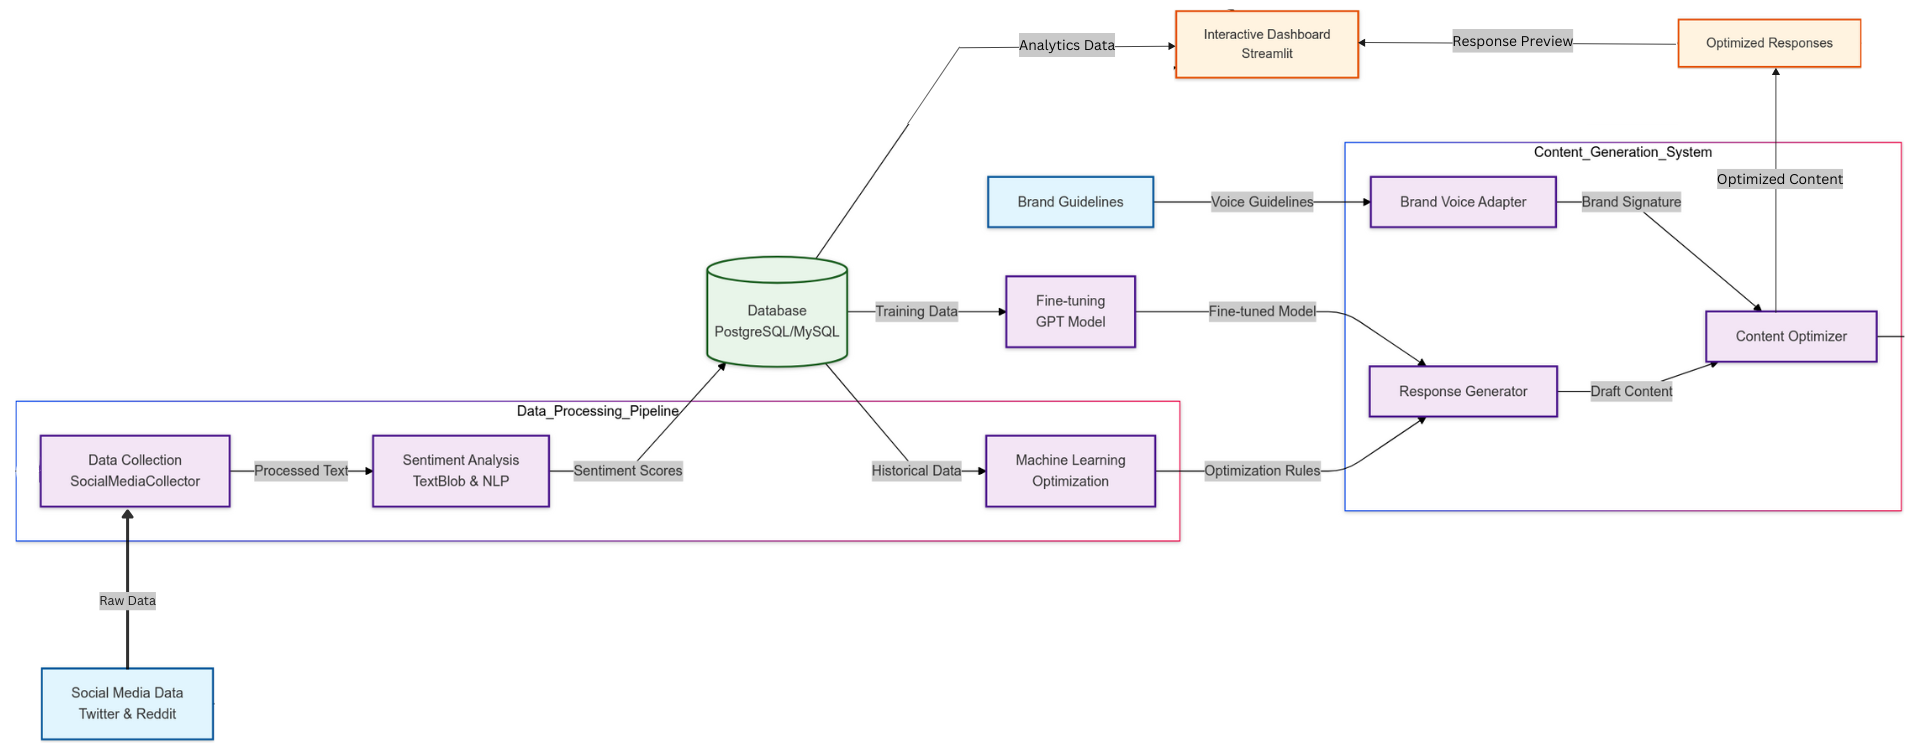 Analytics Data
Interactive Dashboard
Streamlit
Response Preview
Optimized Responses
Content_Generation_System
Optimized Content
Brand Guidelines
Voice Guidelines
Brand Voice Adapter
Brand Signature
Database
PostgreSQL/MySQL
Training Data
Fine-tuning
GPT Model
Fine-tuned Model
Content Optimizer
Response Generator
Draft Content
Data_Processing_Pipeline
Data Collection
SocialMediaCollector
Processed Text
Sentiment Analysis
TextBlob & NLP
Sentiment Scores
Historical Data
Machine Learning
Optimization
Optimization Rules
Raw Data
Social Media Data
Twitter & Reddit